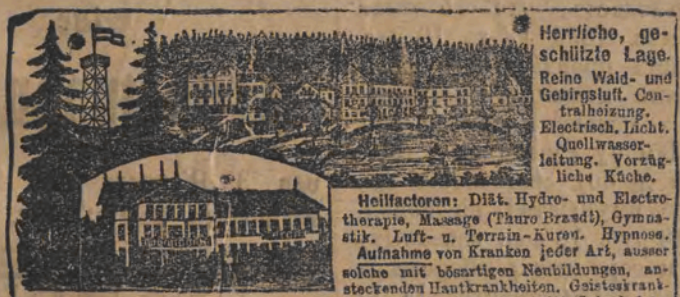 Herrliche, ge-
schützte Lage.
Reine Wald- und
Gebirgsluft. Cen-
tralheizung.
Electrisch. Licht.
Quellwasser-
leitung. Vorzüg-
liche Küche.
Heilfactoren: Diät. Hydro- und Electro-
therapie, Massage (Thure Brandt), Gymna-
stik. Luft- u. Terrain-Kuren. Hypnose.
Aufnahme von Kranken jeder Art, ausser
solche mit bösartigen Neubildungen, an-
steckenden Hautkrankheiten, Geisteskrank-